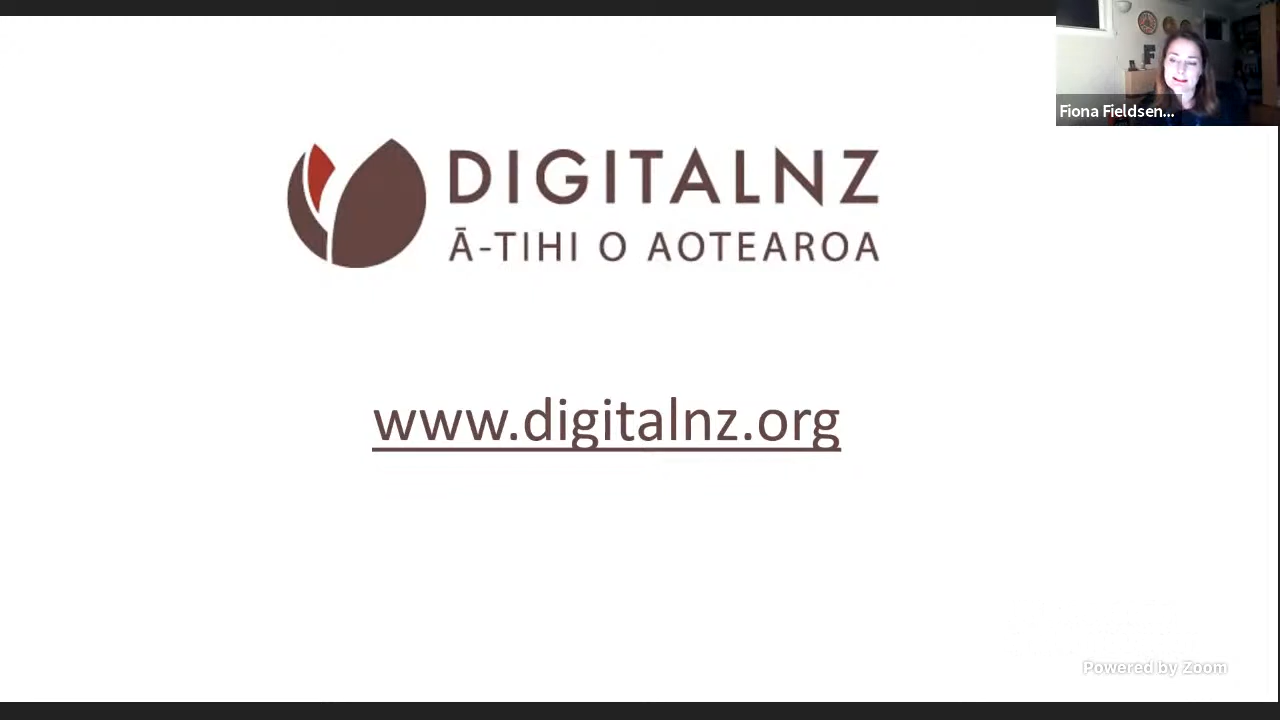 Fiona Fieldsen...
DIGITALNZ
Ā-TIHI O AOTEAROA
www.digitalnz.org
Powered by Zoom